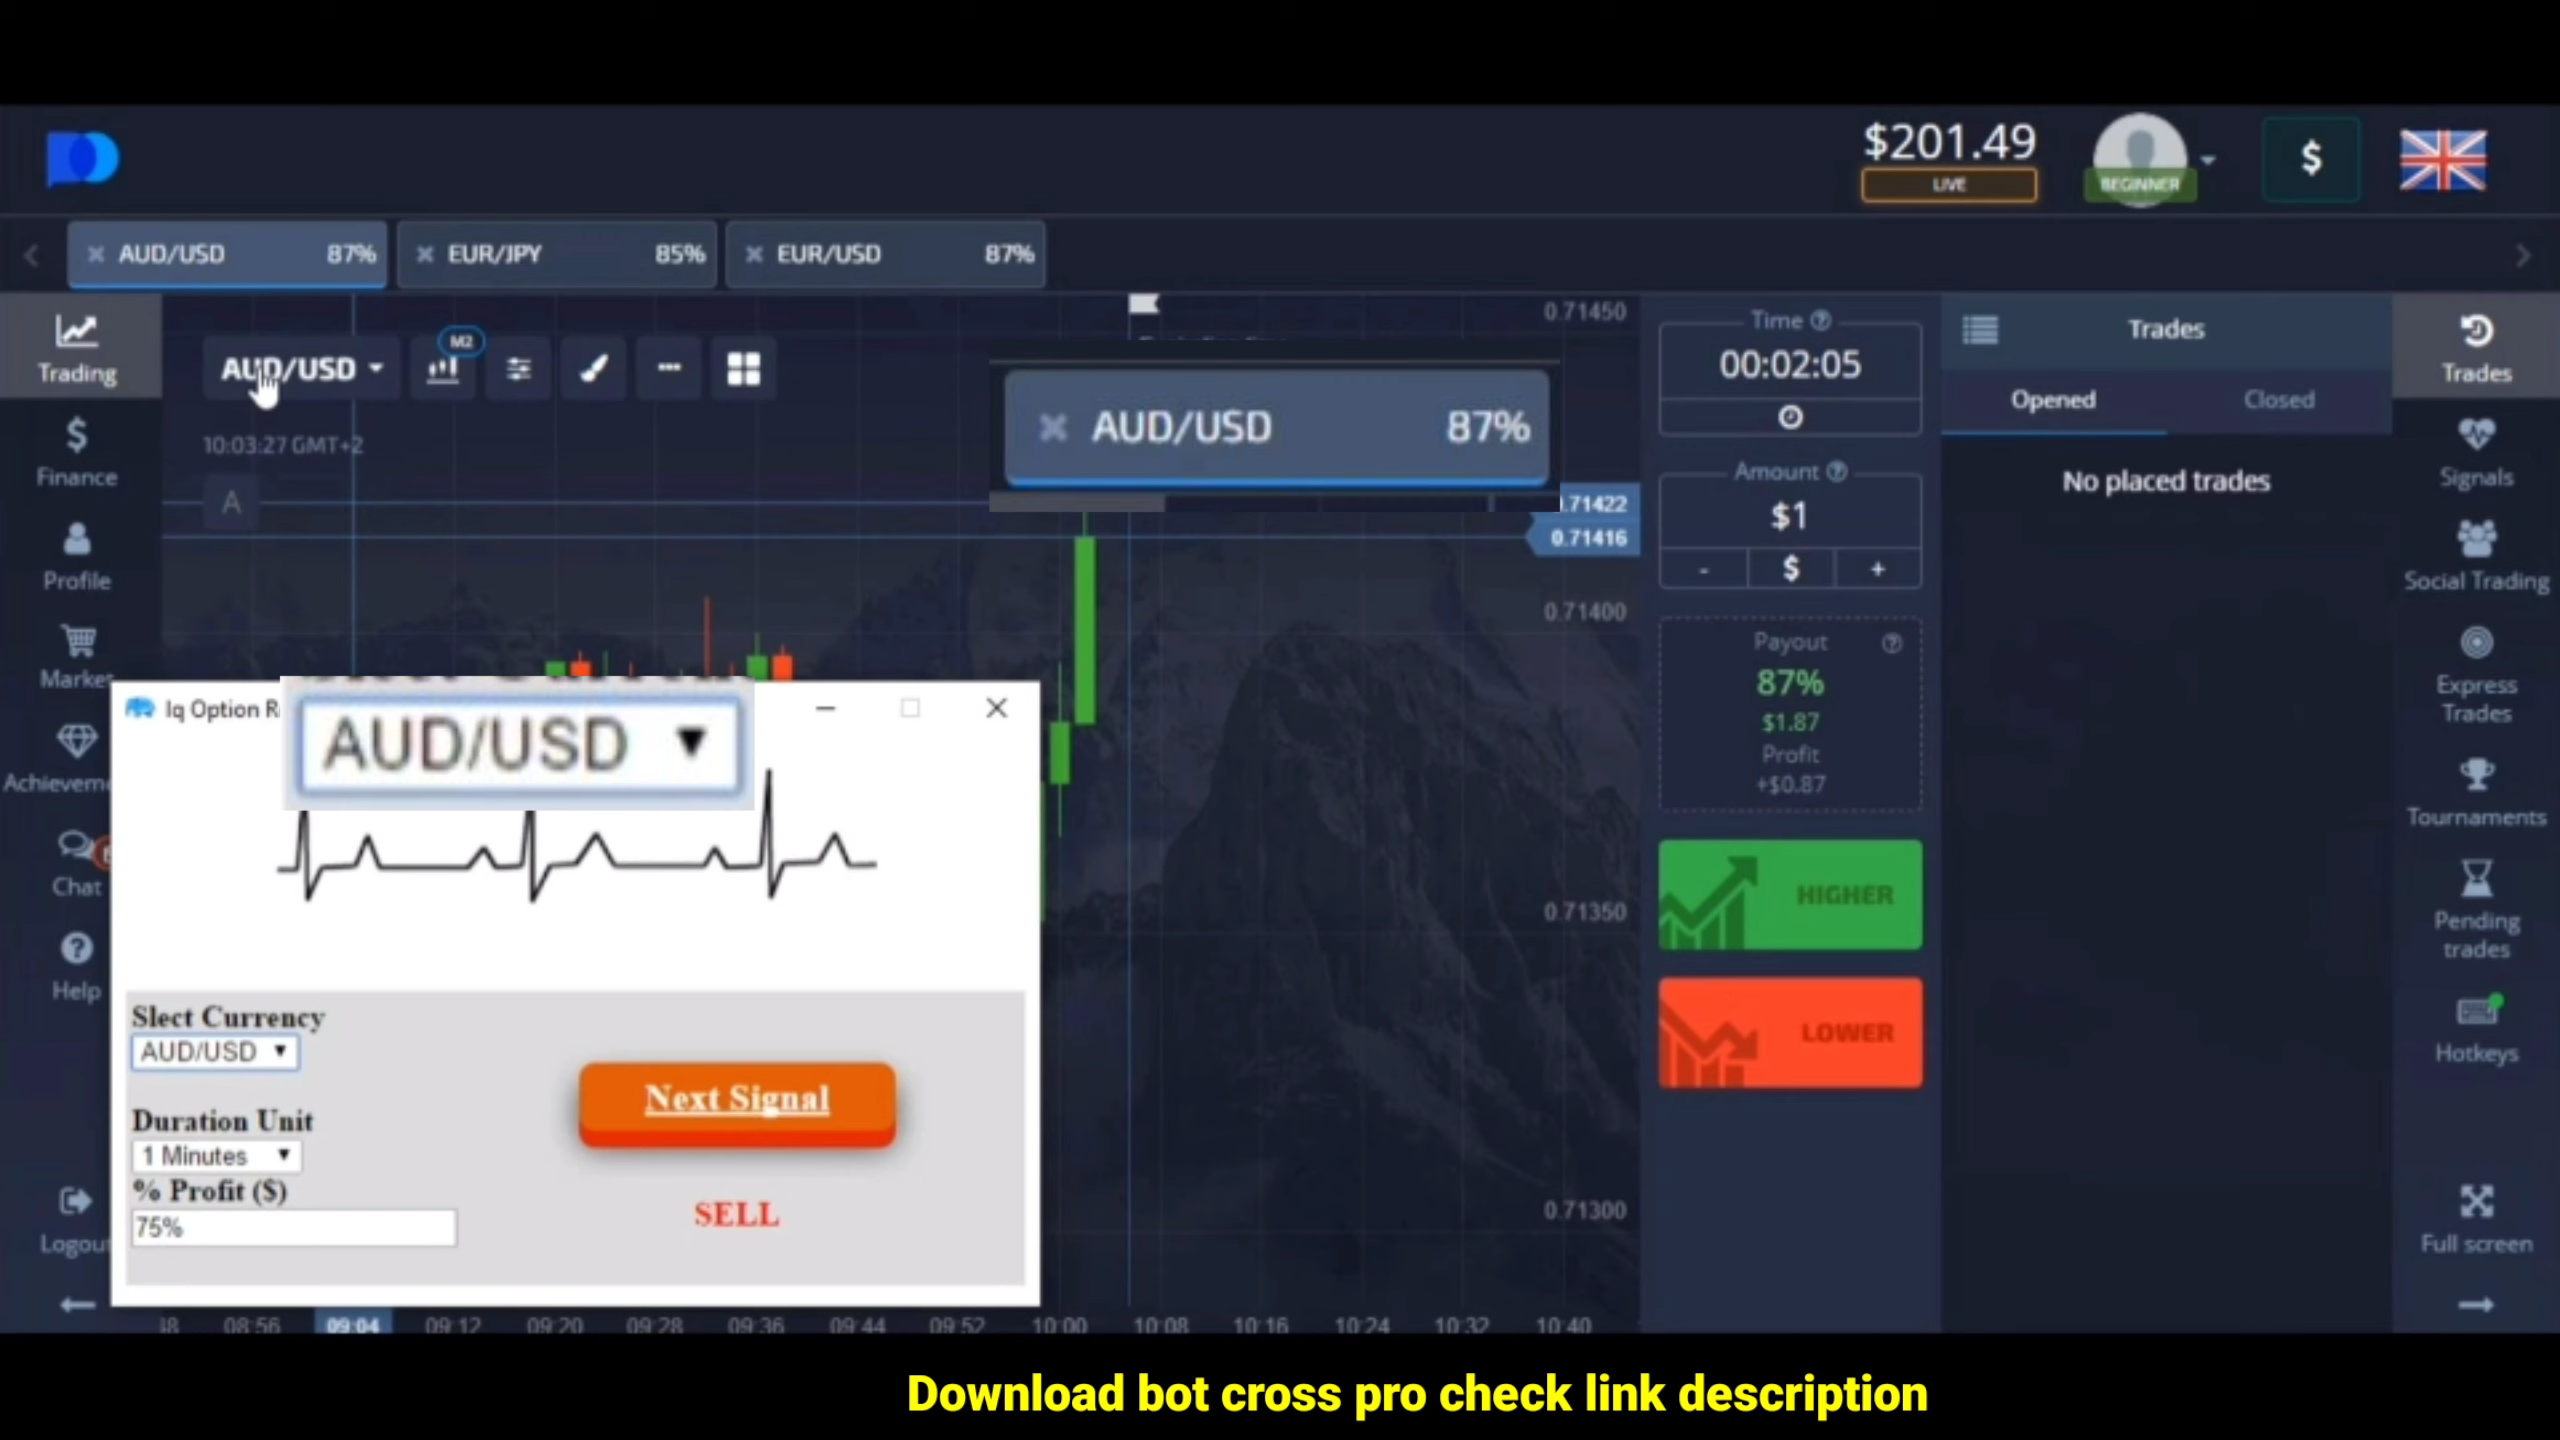 $201.49
LIVE
BEGINNER
$
AUD/USD 87%
EUR/JPY 85%
EUR/USD 87%
Trading
Finance
Profile
Market
Chat
Help
AUD/USD
M2
10:03:27 GMT+2
A
AUD/USD 87%
0.71450
0.71416
0.71400
0.71350
0.71300
Iq Option
AUD/USD
Slect Currency
AUD/USD
Duration Unit
1 Minutes
% Profit ($)
75%
Next Signal
SELL
08:56 09:04 09:12 09:20 09:28 09:36 09:44 09:52 10:00 10:08 10:16 10:24 10:32 10:40
Time
00:02:05
Amount
$1
- $ +
Payout
87%
$1.87
Profit
+$0.87
HIGHER
LOWER
Trades
Opened Closed
No placed trades
Trades
Signals
Social Trading
Express
Trades
Tournaments
Pending
trades
Hotkeys
Full screen
Download bot cross pro check link description